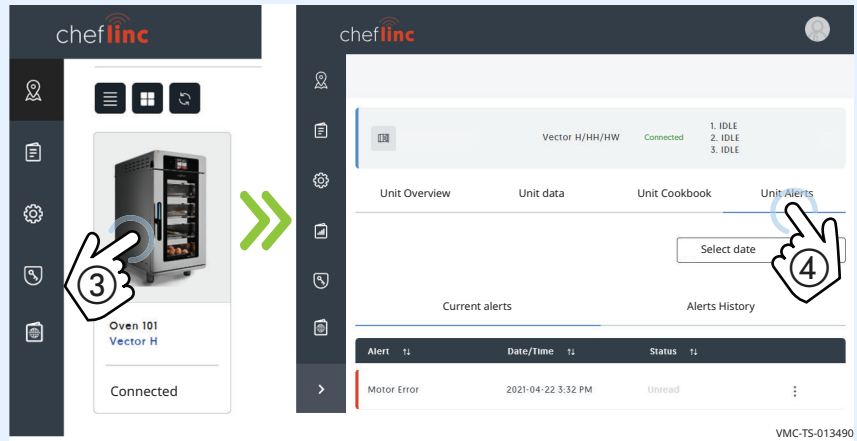 cheflinc
3
Oven 101
Vector H
Connected
cheflinc
Vector H/HH/HW
Connected
1. IDLE
2. IDLE
3. IDLE
Unit Overview
Unit data
Unit Cookbook
Unit Alerts
Select date
4
Current alerts
Alerts History
Alert
Date/Time
Status
Motor Error
2021-04-22 3:32 PM
Unread
VMC-TS-013490